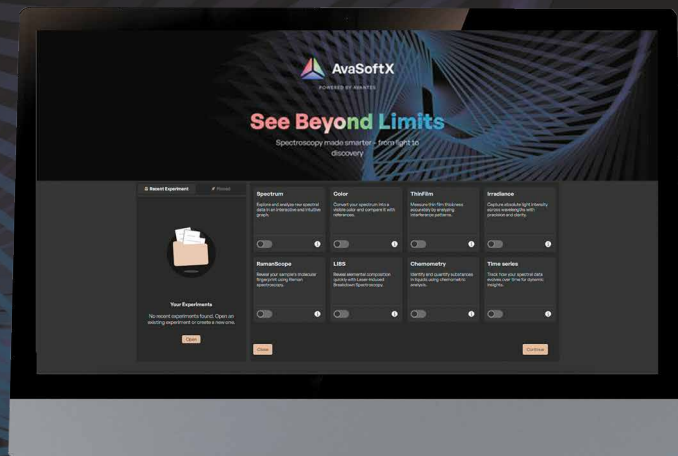 AvaSoftX
POWERED BY AVANTES
See Beyond Limits
Spectroscopy made smarter – from light to
discovery
Recent Experiment
Pinned
Your Experiments
No recent experiments found. Open an
existing experiment or create a new one.
Open
Spectrum
Explore and analyze raw spectral
data in an interactive and intuitive
graph.
Color
Convert your spectrum into a
visible color and compare it with
references.
ThinFilm
Measure thin film thickness
accurately by analyzing
interference patterns.
Irradiance
Capture absolute light intensity
across wavelengths with
precision and clarity.
RamanScope
Reveal your sample's molecular
fingerprint using Raman
spectroscopy.
LIBS
Reveal elemental composition
quickly with Laser-Induced
Breakdown Spectroscopy.
Chemometry
Identify and quantify substances
in liquids using chemometric
analysis.
Time series
Track how your spectral data
evolves over time for dynamic
insights.
Close
Continue